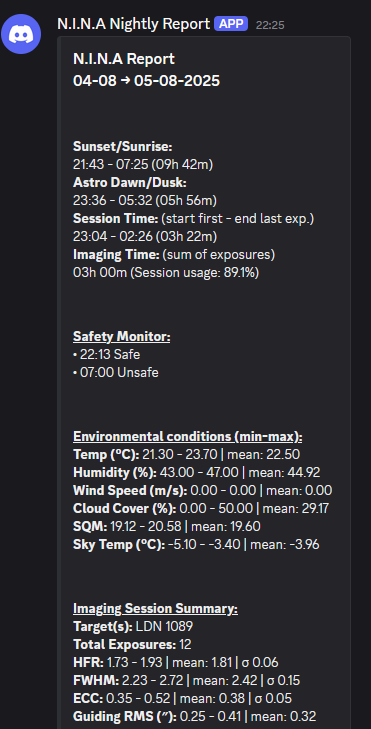 N.I.N.A Nightly Report APP 22:25
N.I.N.A Report
04-08 → 05-08-2025
Sunset/Sunrise:
21:43 - 07:25 (09h 42m)
Astro Dawn/Dusk:
23:36 - 05:32 (05h 56m)
Session Time: (start first - end last exp.)
23:04 - 02:26 (03h 22m)
Imaging Time: (sum of exposures)
03h 00m (Session usage: 89.1%)
Safety Monitor:
• 22:13 Safe
• 07:00 Unsafe
Environmental conditions (min-max):
Temp (ºC): 21.30 - 23.70 | mean: 22.50
Humidity (%): 43.00 - 47.00 | mean: 44.92
Wind Speed (m/s): 0.00 - 0.00 | mean: 0.00
Cloud Cover (%): 0.00 - 50.00 | mean: 29.17
SQM: 19.12 - 20.58 | mean: 19.60
Sky Temp (ºC): -5.10 - -3.40 | mean: -3.96
Imaging Session Summary:
Target(s): LDN 1089
Total Exposures: 12
HFR: 1.73 - 1.93 | mean: 1.81 | σ 0.06
FWHM: 2.23 - 2.72 | mean: 2.42 | σ 0.15
ECC: 0.35 - 0.52 | mean: 0.38 | σ 0.05
Guiding RMS (″): 0.25 - 0.41 | mean: 0.32